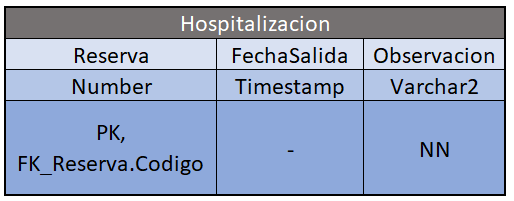 Hospitalizacion
Reserva FechaSalida Observacion
Number Timestamp Varchar2
PK,
FK_Reserva.Codigo - NN